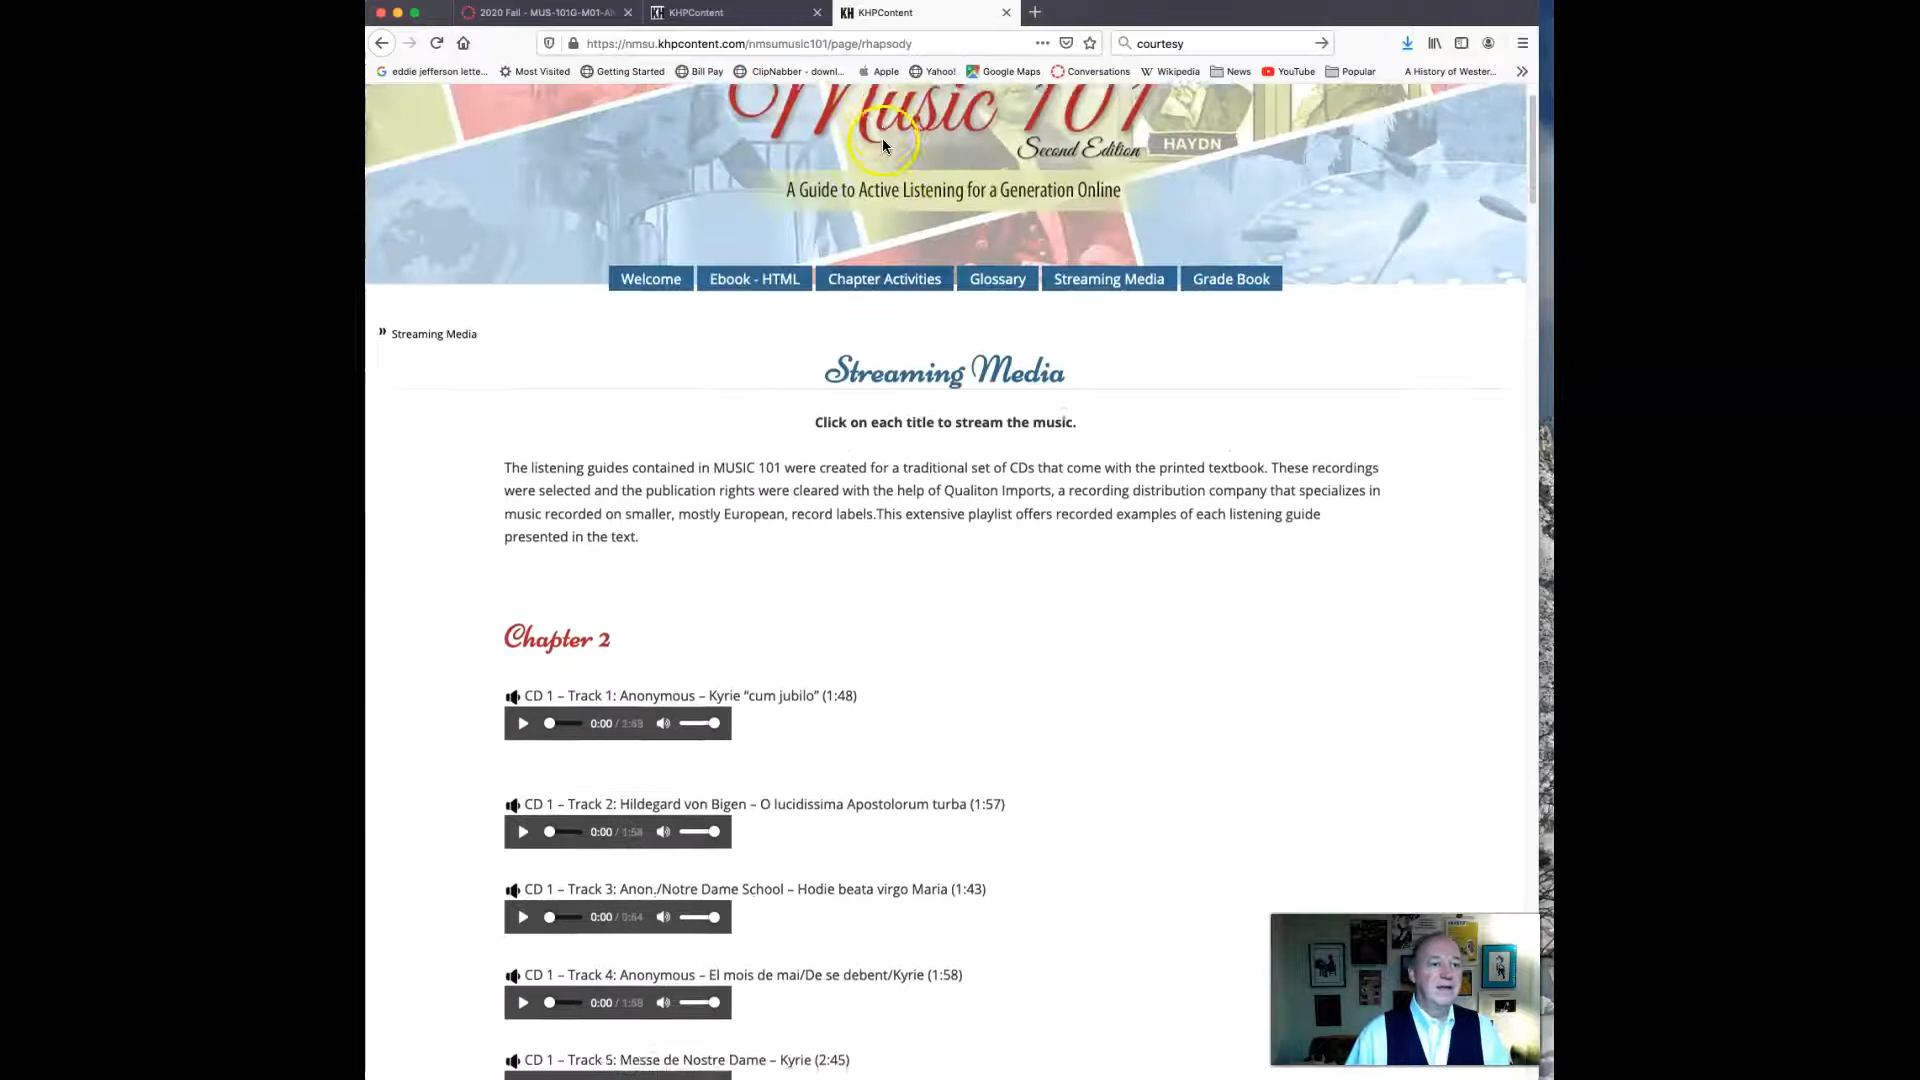 2020 Fall - MUS-101G-M01-Al
KHPContent
KH KHPContent
https://nmsu.khpcontent.com/nmsumusic101/page/rhapsody
courtesy
eddie jefferson lette...
Most Visited
Getting Started
Bill Pay
ClipNabber - downl...
Apple
Yahoo!
Google Maps
Conversations
Wikipedia
News
YouTube
Popular
A History of Wester...
Music 101
Second Edition
HAYDN
A Guide to Active Listening for a Generation Online
Welcome
Ebook - HTML
Chapter Activities
Glossary
Streaming Media
Grade Book
» Streaming Media
Streaming Media
Click on each title to stream the music.
The listening guides contained in MUSIC 101 were created for a traditional set of CDs that come with the printed textbook. These recordings
were selected and the publication rights were cleared with the help of Qualiton Imports, a recording distribution company that specializes in
music recorded on smaller, mostly European, record labels.This extensive playlist offers recorded examples of each listening guide
presented in the text.
Chapter 2
CD 1 – Track 1: Anonymous – Kyrie “cum jubilo” (1:48)
0:00
CD 1 – Track 2: Hildegard von Bigen – O lucidissima Apostolorum turba (1:57)
0:00 / 1:58
CD 1 – Track 3: Anon./Notre Dame School – Hodie beata virgo Maria (1:43)
0:00
CD 1 – Track 4: Anonymous – El mois de mai/De se debent/Kyrie (1:58)
0:00 / 1:58
CD 1 – Track 5: Messe de Nostre Dame – Kyrie (2:45)